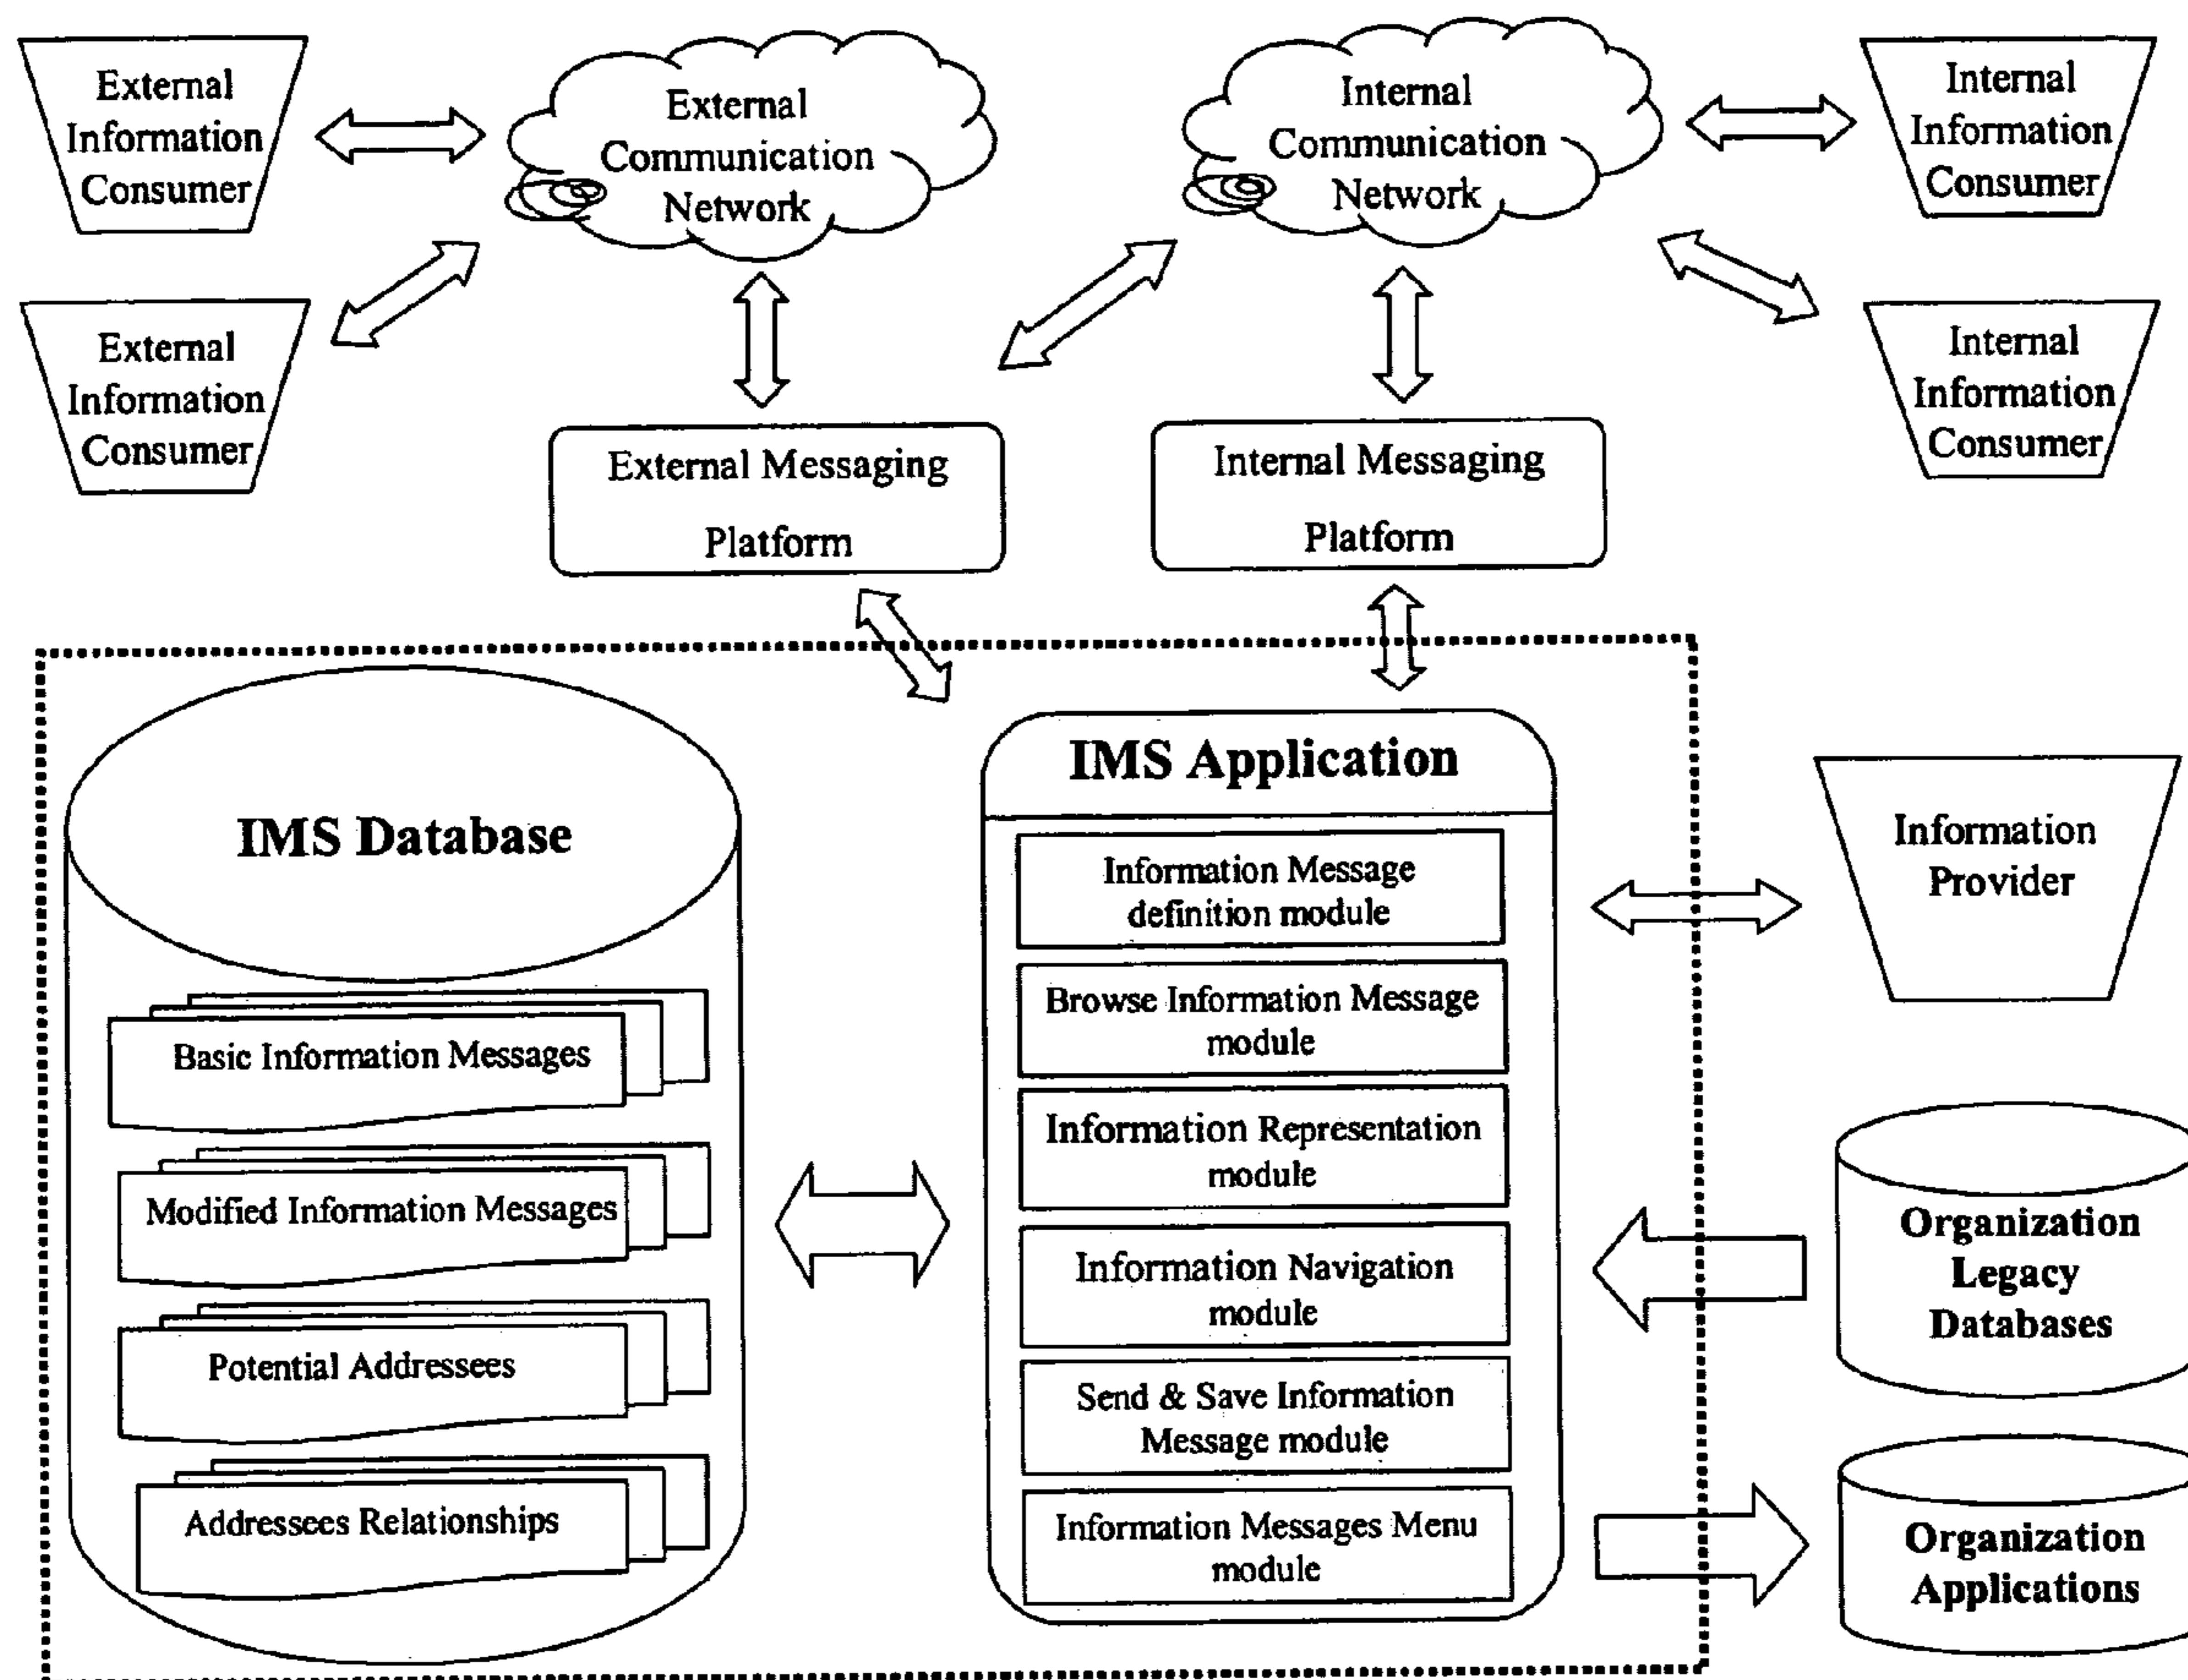 External
Information
Consumer
External
Communication
Network
Internal
Communication
Network
Internal
Information
Consumer
External
Information
Consumer
Internal
Information
Consumer
External Messaging
Platform
Internal Messaging
Platform
IMS Database
Basic Information Messages
Modified Information Messages
Potential Addressees
Addressees Relationships
IMS Application
Information Message
definition module
Browse Information Message
module
Information Representation
module
Information Navigation
module
Send & Save Information
Message module
Information Messages Menu
module
Information
Provider
Organization
Legacy
Databases
Organization
Applications